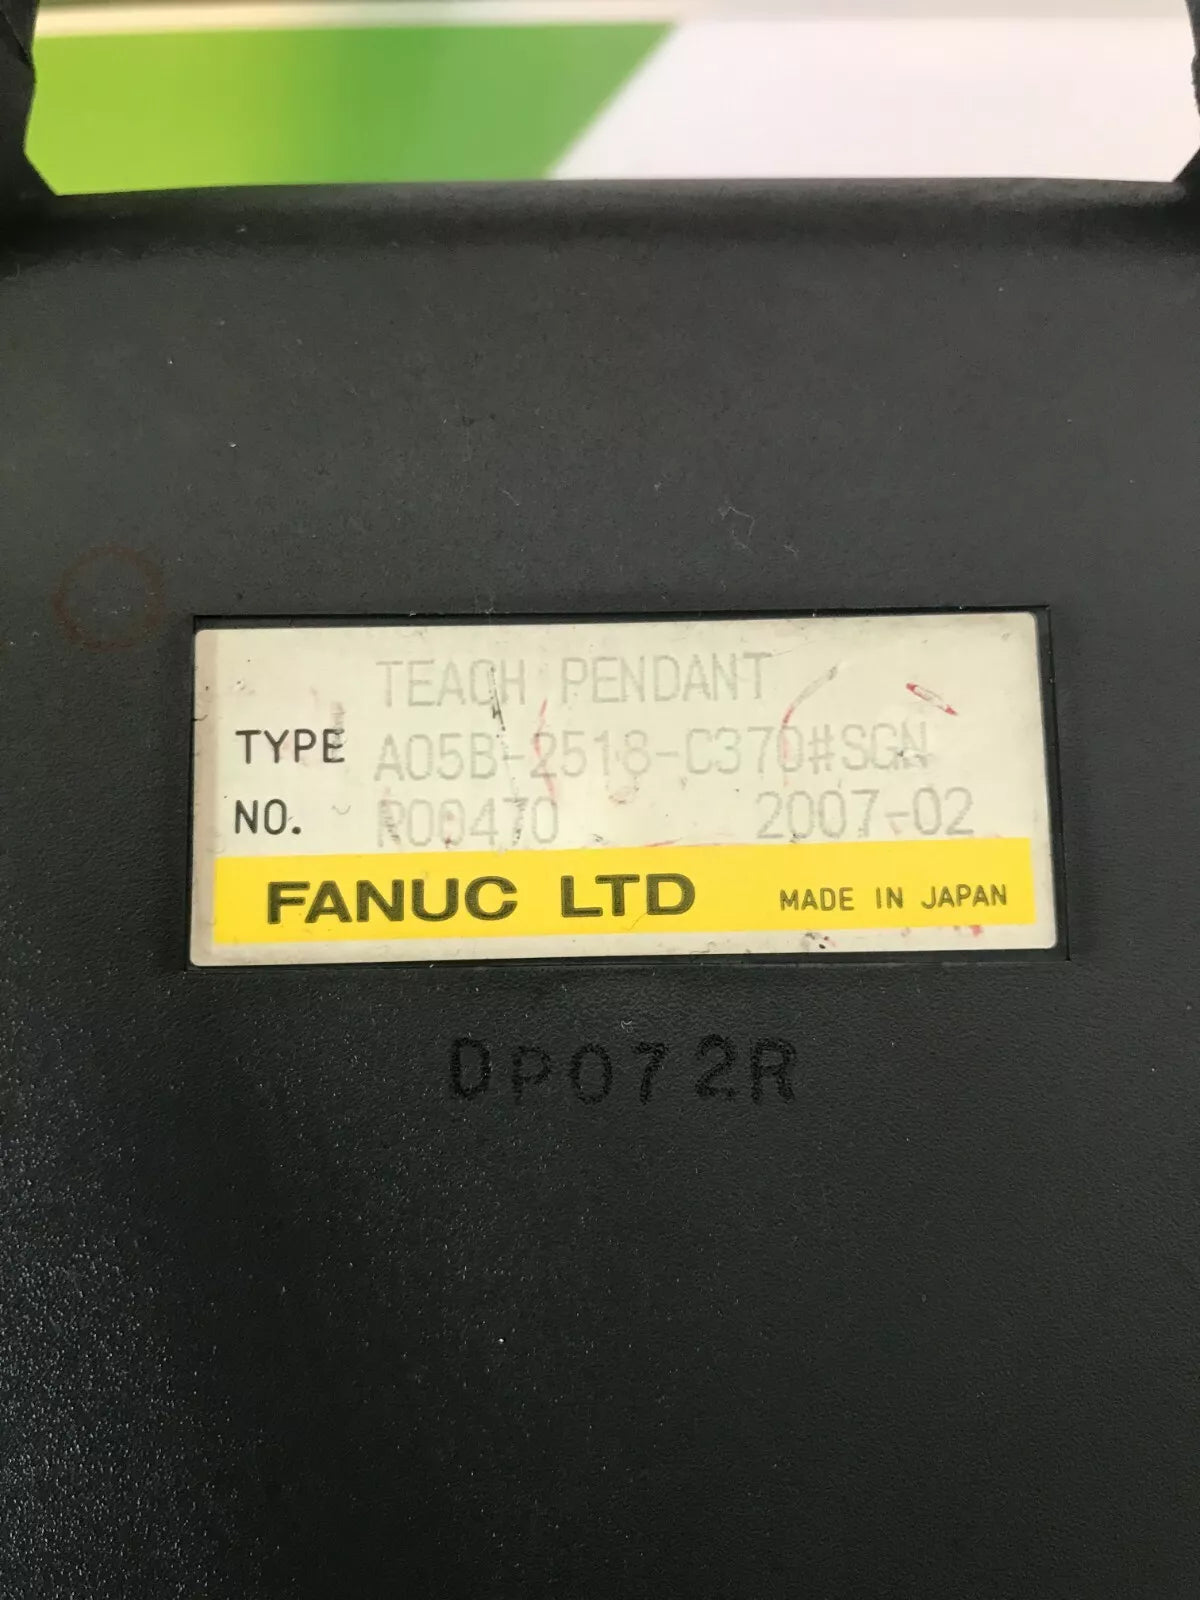 TEACH PENDANT
TYPE A05B-2518-C370#SGN
NO. R00470 2007-02
FANUC LTD MADE IN JAPAN
DP072R